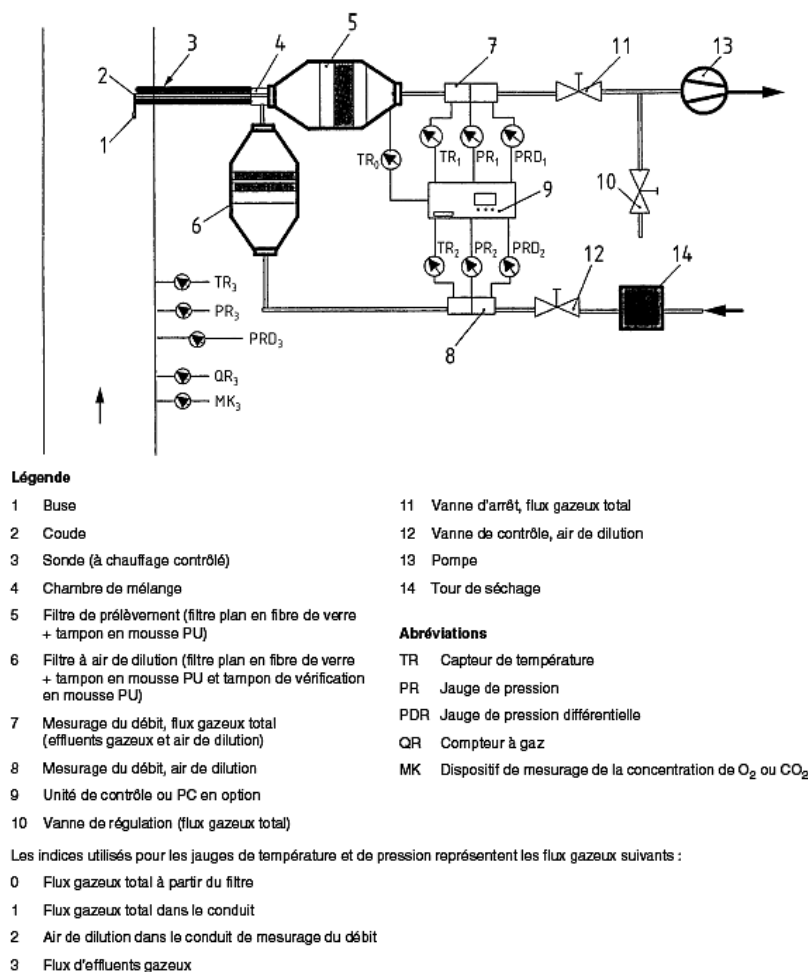 3
4
5
7
11
13
2
1
TR0
TR1
PR1
PRD1
9
10
6
TR2
PR2
PRD2
12
14
8
TR3
PR3
PRD3
QR3
MK3
Légende
1 Buse
2 Coude
3 Sonde (à chauffage contrôlé)
4 Chambre de mélange
5 Filtre de prélèvement (filtre plan en fibre de verre
+ tampon en mousse PU)
6 Filtre à air de dilution (filtre plan en fibre de verre
+ tampon en mousse PU et tampon de vérification
en mousse PU)
7 Mesurage du débit, flux gazeux total
(effluents gazeux et air de dilution)
8 Mesurage du débit, air de dilution
9 Unité de contrôle ou PC en option
10 Vanne de régulation (flux gazeux total)
11 Vanne d'arrêt, flux gazeux total
12 Vanne de contrôle, air de dilution
13 Pompe
14 Tour de séchage
Abréviations
TR Capteur de température
PR Jauge de pression
PDR Jauge de pression différentielle
QR Compteur à gaz
MK Dispositif de mesurage de la concentration de O2 ou CO2
Les indices utilisés pour les jauges de température et de pression représentent les flux gazeux suivants :
0 Flux gazeux total à partir du filtre
1 Flux gazeux total dans le conduit
2 Air de dilution dans le conduit de mesurage du débit
3 Flux d'effluents gazeux